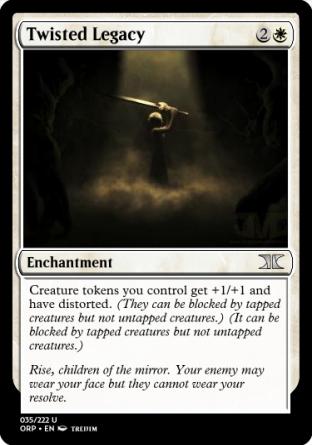 Twisted Legacy 2
Enchantment
Creature tokens you control get +1/+1 and
have distorted. (They can be blocked by tapped
creatures but not untapped creatures.) (It can
be blocked by tapped creatures but not untapped
creatures.)
Rise, children of the mirror. Your enemy may
wear your face but they cannot wear your
resolve.
035/222 U
ORP • EN TREIIM